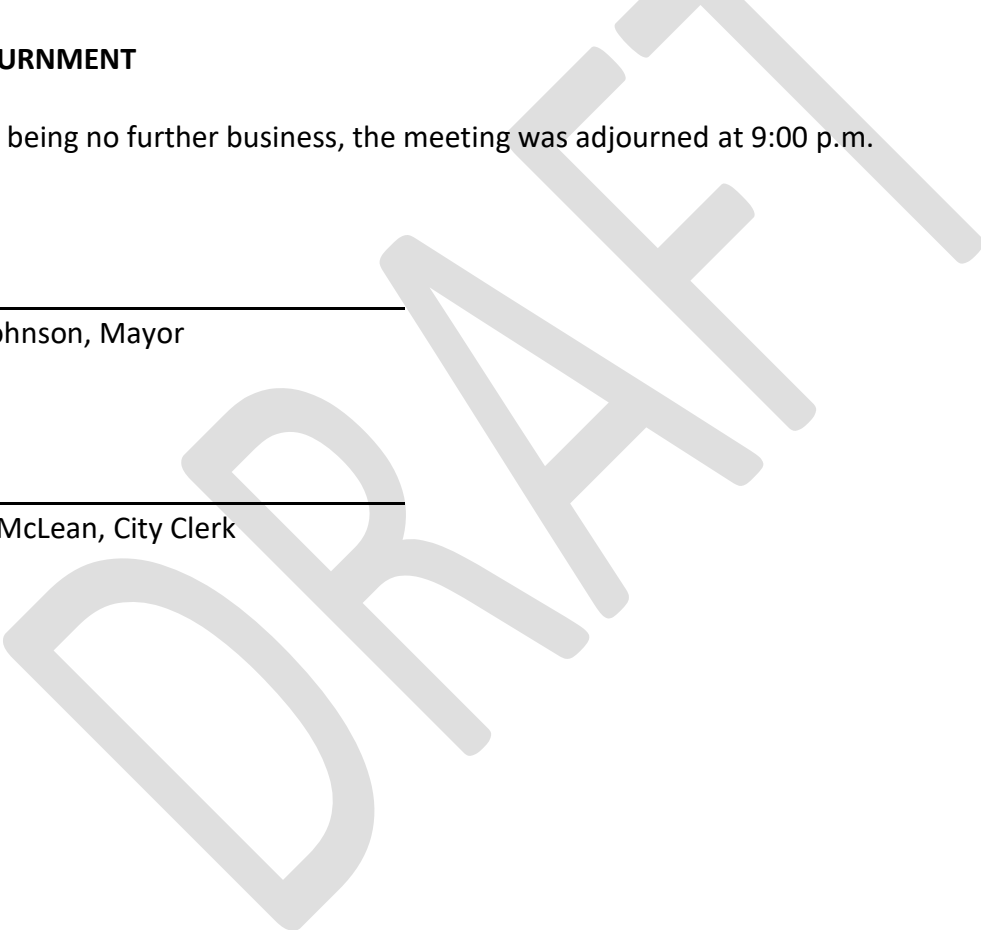 URNMENT
being no further business, the meeting was adjourned at 9:00 p.m.
ohnson, Mayor
McLean, City Clerk
DRAFT